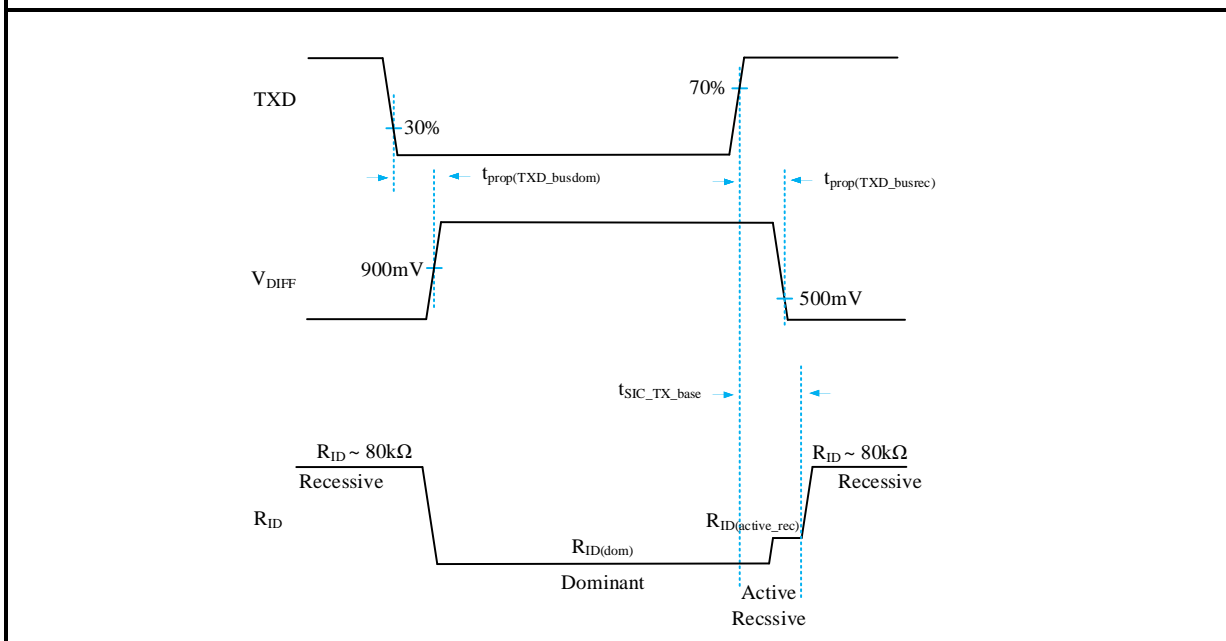 TXD
30%
70%
tprop(TXD_busdom)
tprop(TXD_busrec)
VDIFF
900mV
500mV
tSIC_TX_base
RID ~ 80kΩ
Recessive
RID ~ 80kΩ
Recessive
RID
RID(active_rec)
RID(dom)
Dominant
Active
Recssive